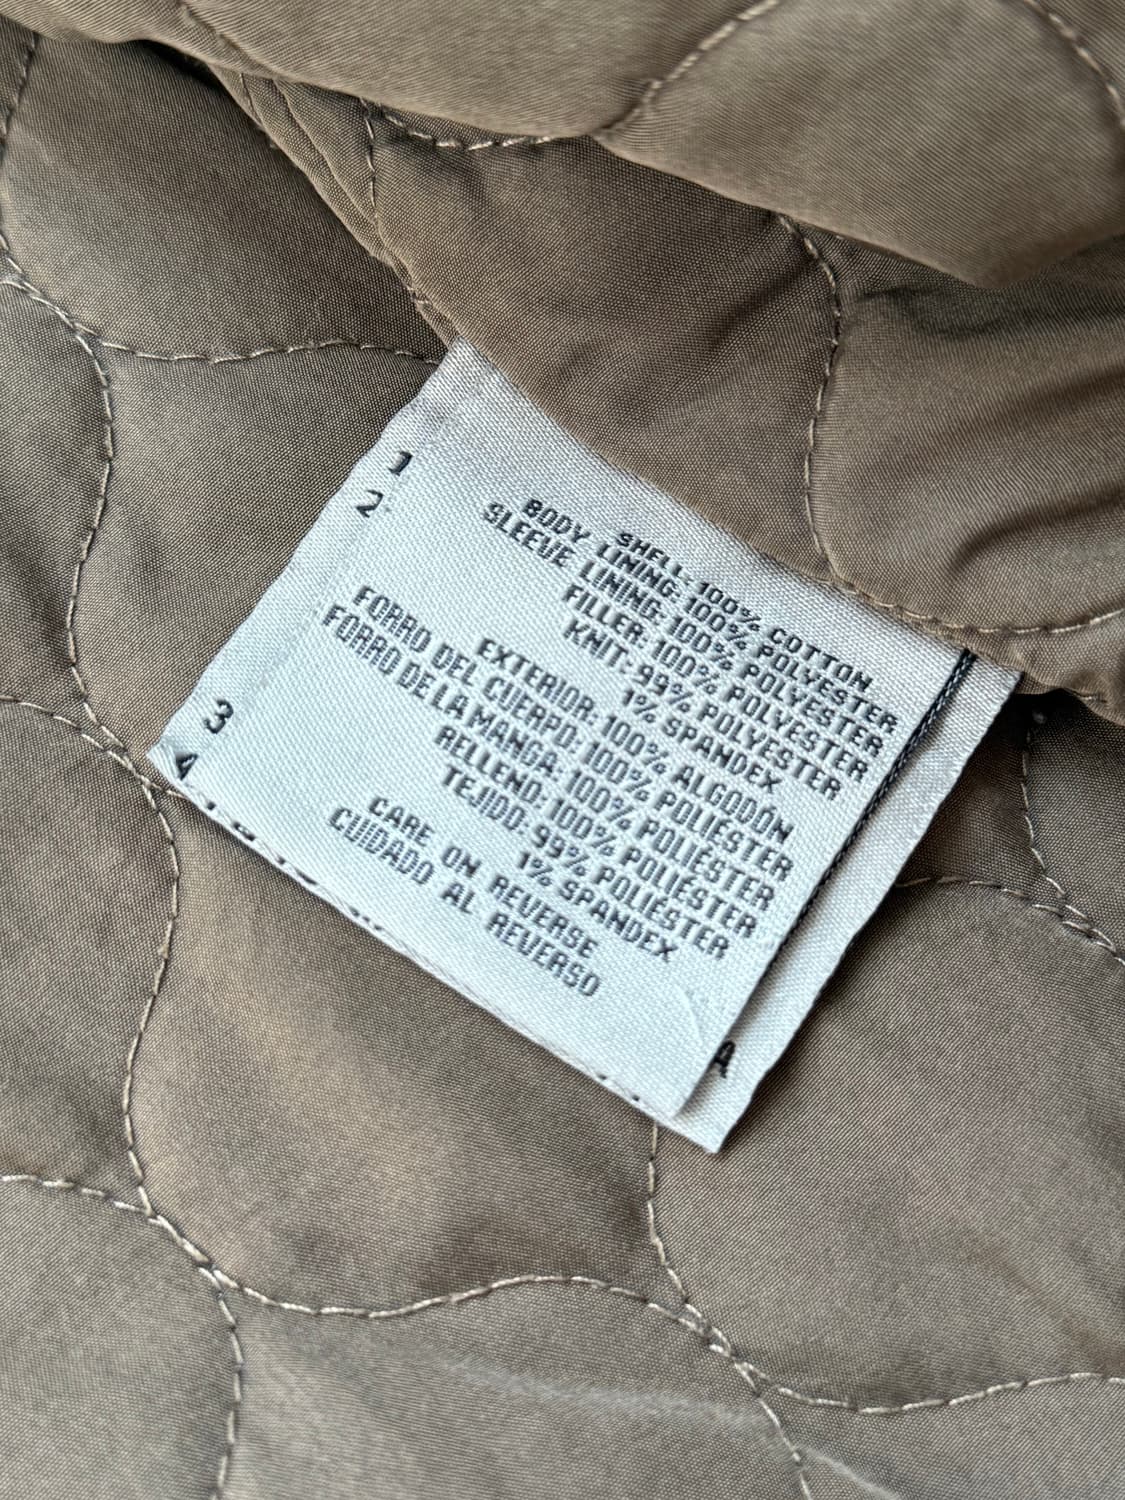 1
2
SHELL: 100% COTTON
BODY LINING: 100% POLYESTER
SLEEVE LINING: 100% POLYESTER
FILLER: 100% POLYESTER
KNIT: 99% POLYESTER
1% SPANDEX
EXTERIOR: 100% ALGODÓN
FORRO DEL CUERPO: 100% POLIÉSTER
FORRO DE LA MANGA: 100% POLIÉSTER
RELLENO: 100% POLIÉSTER
TEJIDO: 99% POLIÉSTER
1% SPANDEX
CARE ON REVERSE
CUIDADO AL REVERSO
3
4
A